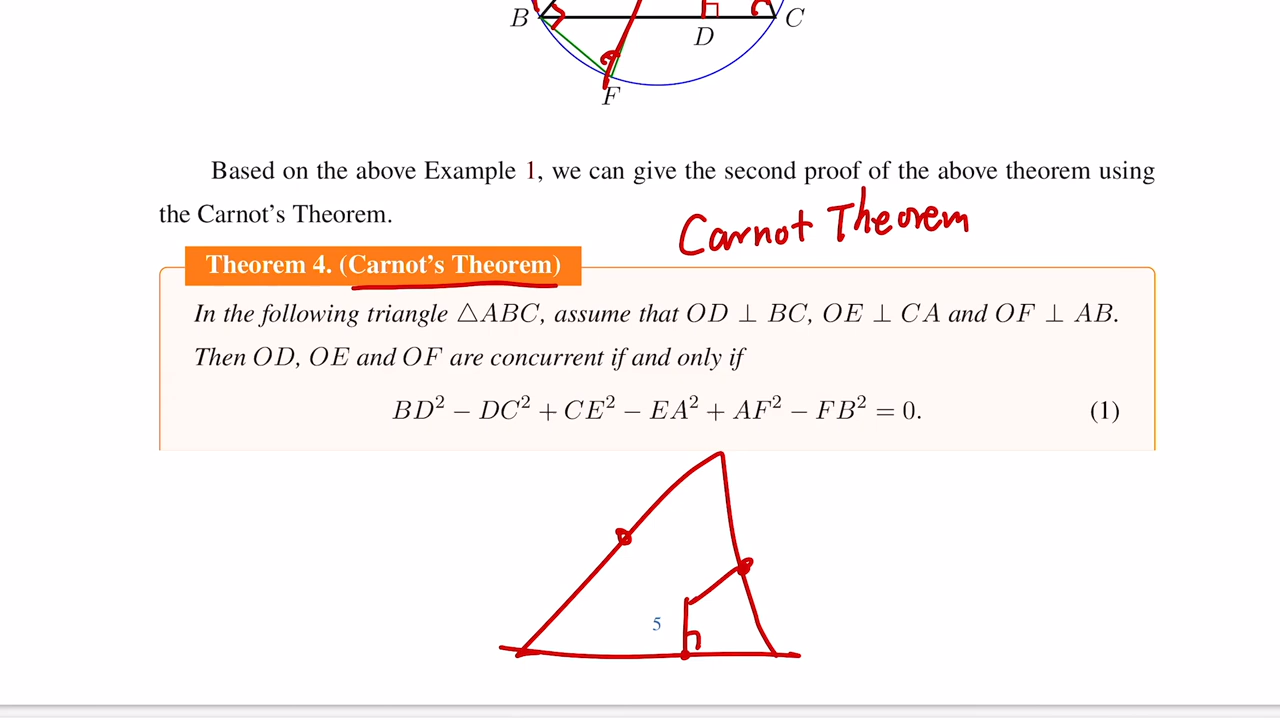 B
D
C
F
Based on the above Example 1, we can give the second proof of the above theorem using
the Carnot's Theorem.
Carnot Theorem
Theorem 4. (Carnot's Theorem)
In the following triangle △ABC, assume that OD ⊥ BC, OE ⊥ CA and OF ⊥ AB.
Then OD, OE and OF are concurrent if and only if
BD² − DC² + CE² − EA² + AF² − FB² = 0. (1)
5